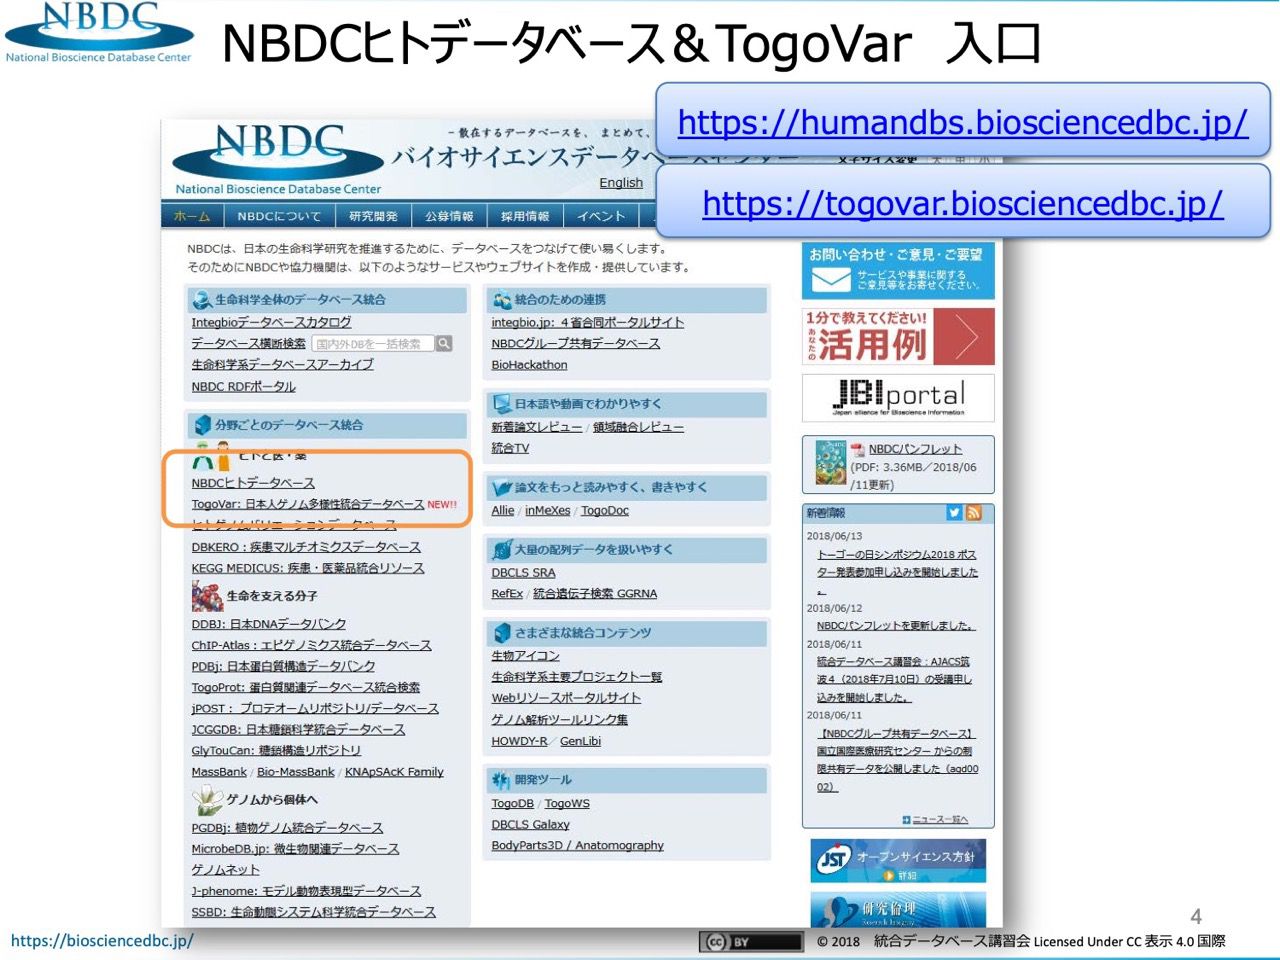 NBDC
National Bioscience Database Center
NBDCヒトデータベース＆TogoVar 入口
https://humandbs.biosciencedbc.jp/
https://togovar.biosciencedbc.jp/
NBDC
National Bioscience Database Center
－散在するデータベースを、まとめて、
バイオサイエンスデータベースセンター
English
文字サイズ変更 大 中 小
ホーム NBDCについて 研究開発 公募情報 採用情報 イベント
NBDCは、日本の生命科学研究を推進するために、データベースをつなげて使い易くします。
そのためにNBDCや協力機関は、以下のようなサービスやウェブサイトを作成・提供しています。
生命科学全体のデータベース統合
Integbioデータベースカタログ
データベース横断検索 国内外DBを一括検索
生命科学系データベースアーカイブ
NBDC RDFポータル
分野ごとのデータベース統合
ヒトと医・薬
NBDCヒトデータベース
TogoVar: 日本人ゲノム多様性統合データベース NEW!!
ヒトゲノムバリエーションデータベース
DBKERO：疾患マルチオミクスデータベース
KEGG MEDICUS: 疾患・医薬品統合リソース
生命を支える分子
DDBJ: 日本DNAデータバンク
ChIP-Atlas：エピゲノミクス統合データベース
PDBj: 日本蛋白質構造データバンク
TogoProt: 蛋白質関連データベース統合検索
jPOST： プロテオームリポジトリ/データベース
JCGGDB: 日本糖鎖科学統合データベース
GlyTouCan: 糖鎖構造リポジトリ
MassBank / Bio-MassBank / KNApSAcK Family
ゲノムから個体へ
PGDBj: 植物ゲノム統合データベース
MicrobeDB.jp: 微生物関連データベース
ゲノムネット
J-phenome: モデル動物表現型データベース
SSBD: 生命動態システム科学統合データベース
統合のための連携
integbio.jp: ４省合同ポータルサイト
NBDCグループ共有データベース
BioHackathon
日本語や動画でわかりやすく
新着論文レビュー / 領域融合レビュー
統合TV
論文をもっと読みやすく、書きやすく
Allie / inMeXes / TogoDoc
大量の配列データを扱いやすく
DBCLS SRA
RefEx / 統合遺伝子検索 GGRNA
さまざまな統合コンテンツ
生物アイコン
生命科学系主要プロジェクト一覧
Webリソースポータルサイト
ゲノム解析ツールリンク集
HOWDY-R／ GenLibi
開発ツール
TogoDB / TogoWS
DBCLS Galaxy
BodyParts3D / Anatomography
お問い合わせ・ご意見・ご要望
サービスや事業に関する
ご意見等をお寄せください。
1分で教えてください!
あなたの
活用例
JBIportal
Japan alliance for Bioscience Information
NBDCパンフレット
(PDF: 3.36MB／2018/06
/11更新)
新着情報
2018/06/13
トーゴーの日シンポジウム2018 ポス
ター発表参加申し込みを開始しました
。
2018/06/12
NBDCパンフレットを更新しました。
2018/06/11
統合データベース講習会：AJACS筑
波４（2018年7月10日）の受講申し
込みを開始しました。
2018/06/11
【NBDCグループ共有データベース】
国立国際医療研究センター からの制
限共有データを公開しました（agd00
02）
ニュース一覧へ
JST オープンサイエンス方針
詳細
研究倫理
Research Integrity
4
https://biosciencedbc.jp/
cc BY
© 2018 統合データベース講習会 Licensed Under CC 表示 4.0 国際